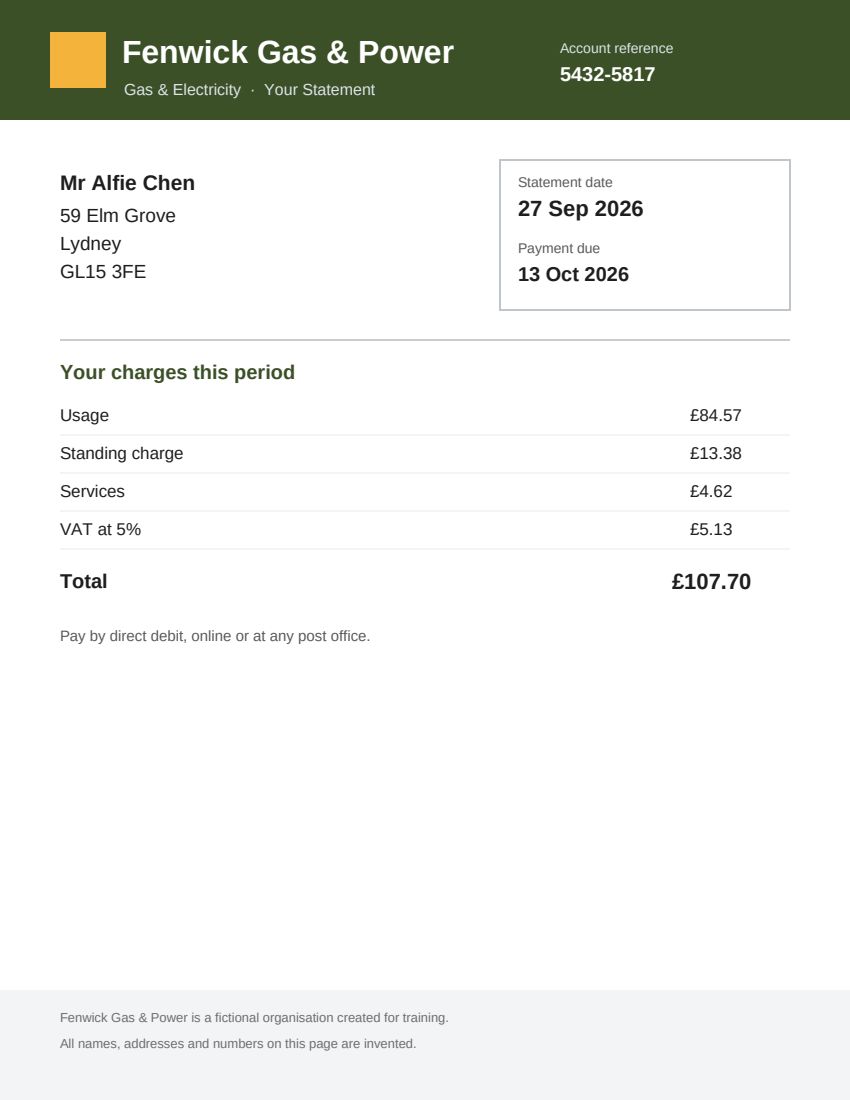 Fenwick Gas & Power
Gas & Electricity · Your Statement
Account reference
5432-5817
Mr Alfie Chen
59 Elm Grove
Lydney
GL15 3FE
Statement date
27 Sep 2026
Payment due
13 Oct 2026
Your charges this period
Usage £84.57
Standing charge £13.38
Services £4.62
VAT at 5% £5.13
Total £107.70
Pay by direct debit, online or at any post office.
Fenwick Gas & Power is a fictional organisation created for training.
All names, addresses and numbers on this page are invented.